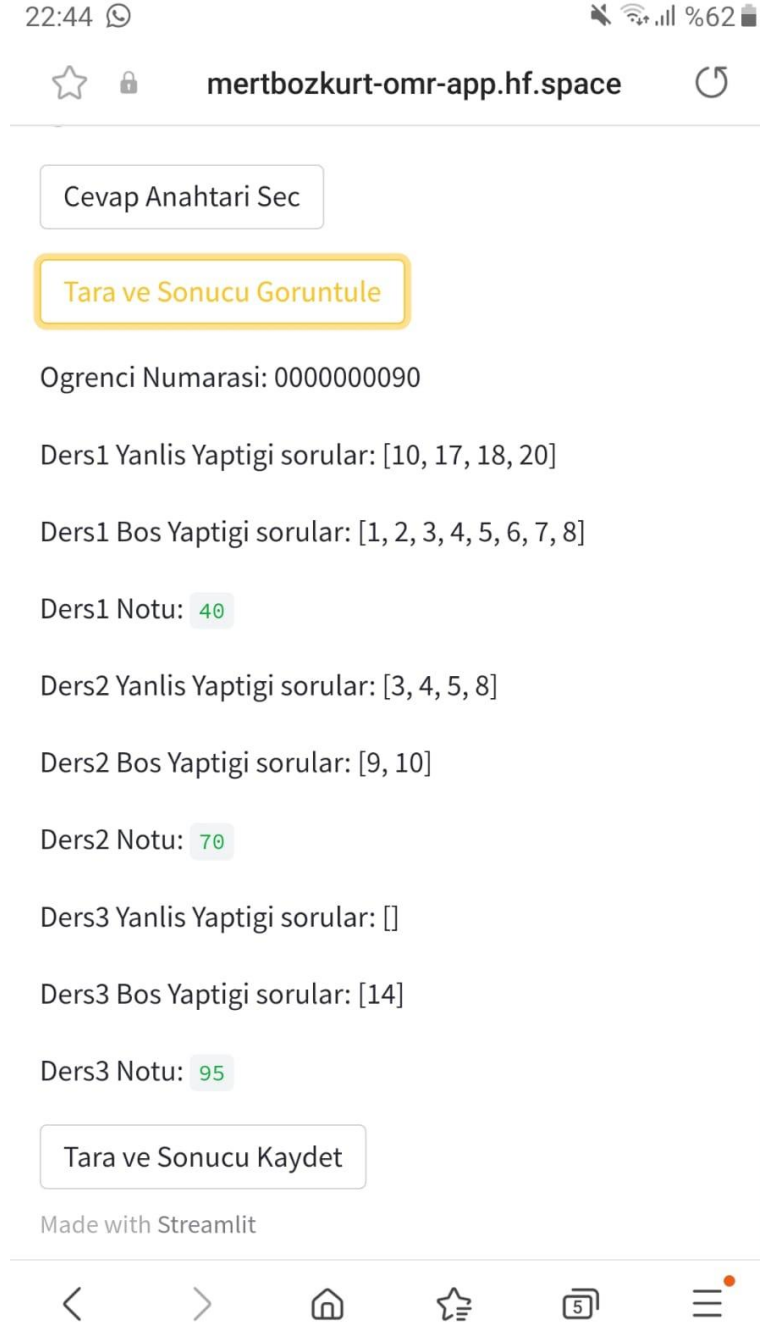 22:44
%62
mertbozkurt-omr-app.hf.space
Cevap Anahtari Sec
Tara ve Sonucu Goruntule
Ogrenci Numarasi: 0000000090
Ders1 Yanlis Yaptigi sorular: [10, 17, 18, 20]
Ders1 Bos Yaptigi sorular: [1, 2, 3, 4, 5, 6, 7, 8]
Ders1 Notu: 40
Ders2 Yanlis Yaptigi sorular: [3, 4, 5, 8]
Ders2 Bos Yaptigi sorular: [9, 10]
Ders2 Notu: 70
Ders3 Yanlis Yaptigi sorular: []
Ders3 Bos Yaptigi sorular: [14]
Ders3 Notu: 95
Tara ve Sonucu Kaydet
Made with Streamlit
5